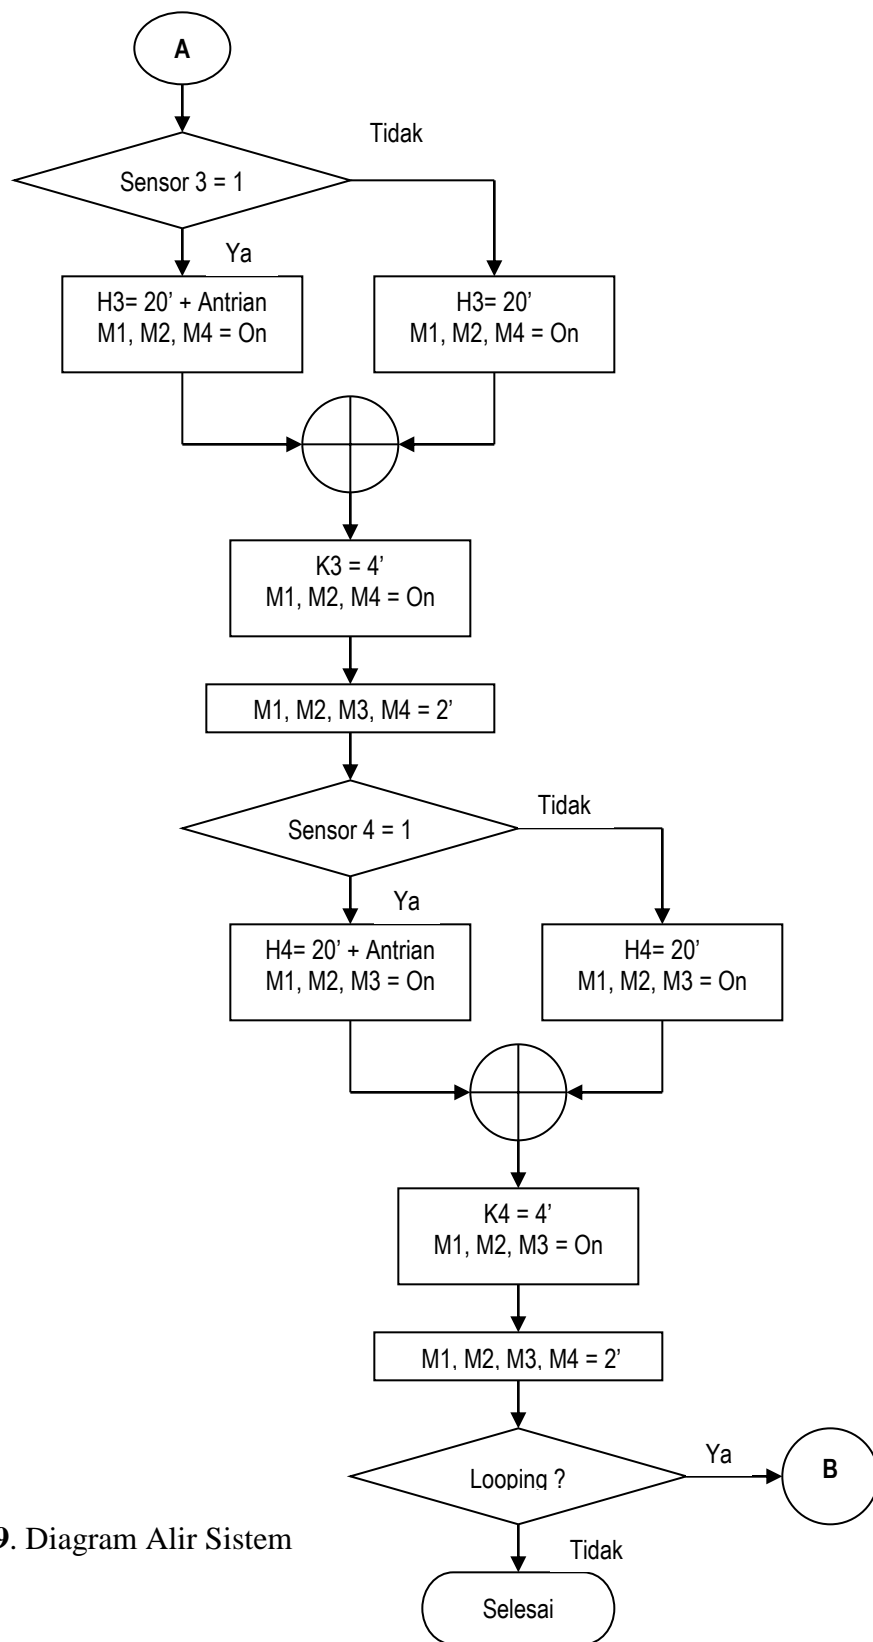 A
Tidak
Sensor 3 = 1
Ya
H3= 20’ + Antrian
M1, M2, M4 = On
H3= 20’
M1, M2, M4 = On
K3 = 4’
M1, M2, M4 = On
M1, M2, M3, M4 = 2’
Tidak
Sensor 4 = 1
Ya
H4= 20’ + Antrian
M1, M2, M3 = On
H4= 20’
M1, M2, M3 = On
K4 = 4’
M1, M2, M3 = On
M1, M2, M3, M4 = 2’
Ya
Looping ?
B
9. Diagram Alir Sistem
Tidak
Selesai